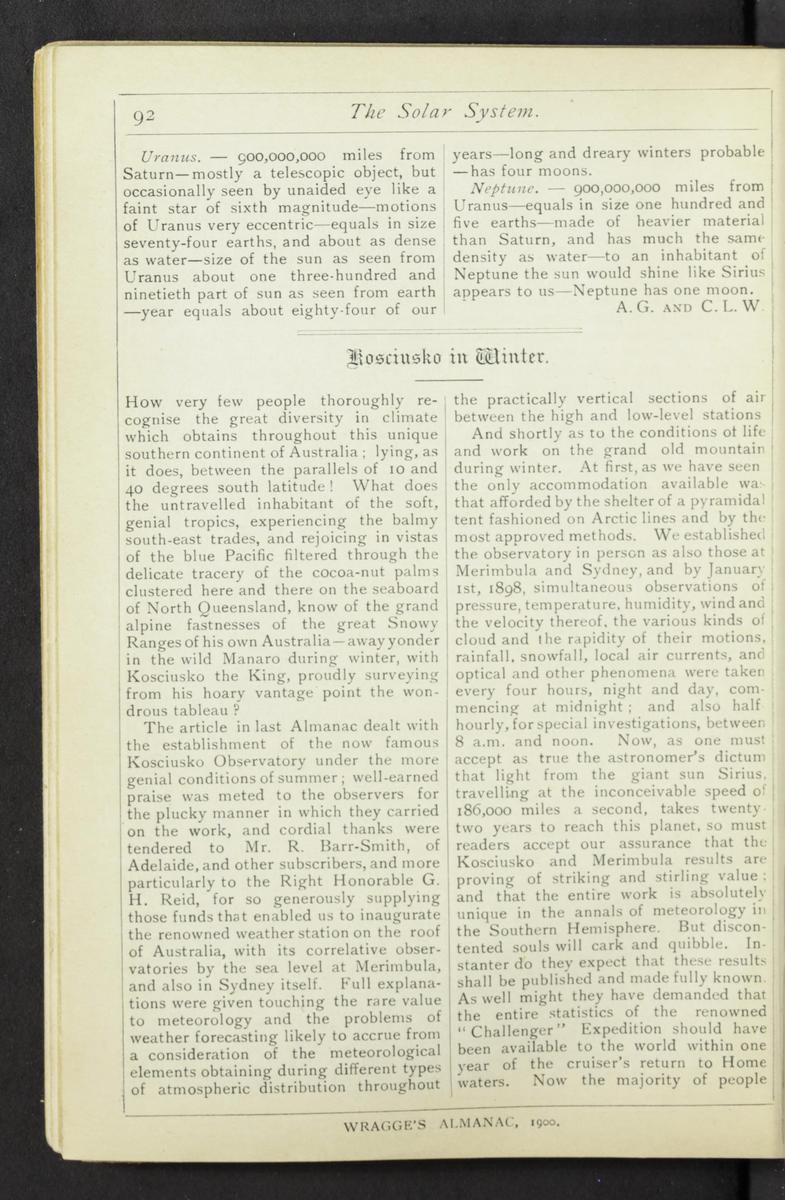 92
The Solar System.
Uranus. — 900,000,000 miles from
Saturn—mostly a telescopic object, but
occasionally seen by unaided eye like a
faint star of sixth magnitude—motions
of Uranus very eccentric—equals in size
seventy-four earths, and about as dense
as water—size of the sun as seen from
Uranus about one three-hundred and
ninetieth part of sun as seen from earth
—year equals about eighty-four of our
years—long and dreary winters probable
—has four moons.
Neptune. — 900,000,000 miles from
Uranus—equals in size one hundred and
five earths—made of heavier material
than Saturn, and has much the same
density as water—to an inhabitant of
Neptune the sun would shine like Sirius
appears to us—Neptune has one moon.
A. G. AND C. L. W.
Kosciusko in Winter.
How very few people thoroughly re-
cognise the great diversity in climate
which obtains throughout this unique
southern continent of Australia ; lying, as
it does, between the parallels of 10 and
40 degrees south latitude ! What does
the untravelled inhabitant of the soft,
genial tropics, experiencing the balmy
south-east trades, and rejoicing in vistas
of the blue Pacific filtered through the
delicate tracery of the cocoa-nut palms
clustered here and there on the seaboard
of North Queensland, know of the grand
alpine fastnesses of the great Snowy
Ranges of his own Australia—away yonder
in the wild Manaro during winter, with
Kosciusko the King, proudly surveying
from his hoary vantage point the won-
drous tableau ?
The article in last Almanac dealt with
the establishment of the now famous
Kosciusko Observatory under the more
genial conditions of summer ; well-earned
praise was meted to the observers for
the plucky manner in which they carried
on the work, and cordial thanks were
tendered to Mr. R. Barr-Smith, of
Adelaide, and other subscribers, and more
particularly to the Right Honorable G.
H. Reid, for so generously supplying
those funds that enabled us to inaugurate
the renowned weather station on the roof
of Australia, with its correlative obser-
vatories by the sea level at Merimbula,
and also in Sydney itself. Full explana-
tions were given touching the rare value
to meteorology and the problems of
weather forecasting likely to accrue from
a consideration of the meteorological
elements obtaining during different types
of atmospheric distribution throughout
the practically vertical sections of air
between the high and low-level stations
And shortly as to the conditions of life
and work on the grand old mountain
during winter. At first, as we have seen
the only accommodation available was
that afforded by the shelter of a pyramidal
tent fashioned on Arctic lines and by the
most approved methods. We established
the observatory in person as also those at
Merimbula and Sydney, and by January
1st, 1898, simultaneous observations of
pressure, temperature, humidity, wind and
the velocity thereof, the various kinds of
cloud and the rapidity of their motions,
rainfall, snowfall, local air currents, and
optical and other phenomena were taken
every four hours, night and day, com-
mencing at midnight ; and also half
hourly, for special investigations, between
8 a.m. and noon. Now, as one must
accept as true the astronomer's dictum
that light from the giant sun Sirius,
travelling at the inconceivable speed of
186,000 miles a second, takes twenty-
two years to reach this planet, so must
readers accept our assurance that the
Kosciusko and Merimbula results are
proving of striking and stirling value ;
and that the entire work is absolutely
unique in the annals of meteorology in
the Southern Hemisphere. But discon-
tented souls will cark and quibble. In-
stanter do they expect that these results
shall be published and made fully known.
As well might they have demanded that
the entire statistics of the renowned
“ Challenger ” Expedition should have
been available to the world within one
year of the cruiser's return to Home
waters. Now the majority of people
WRAGGE'S ALMANAC, 1900.